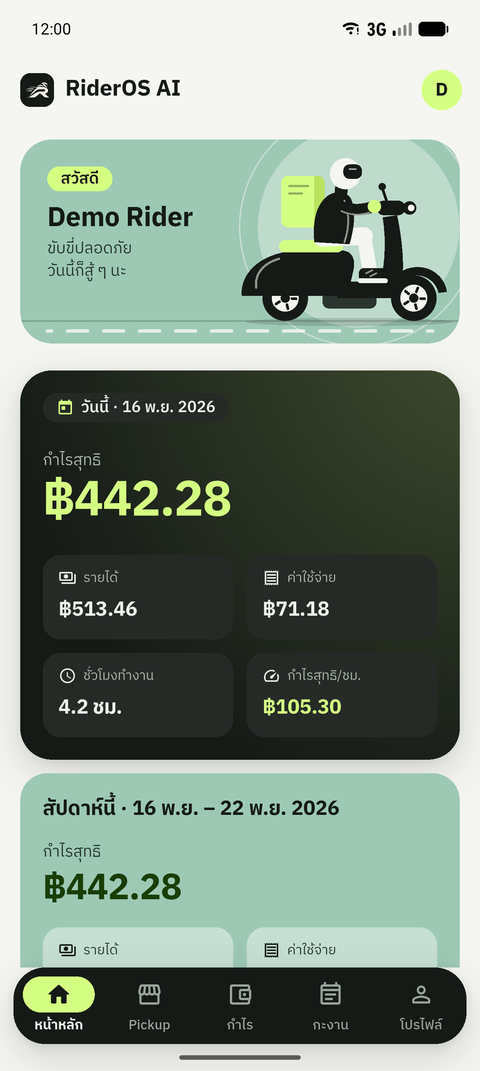 12:00
3G
RiderOS AI
D
สวัสดี
Demo Rider
ขับขี่ปลอดภัย
วันนี้ก็สู้ ๆ นะ
วันนี้ · 16 พ.ย. 2026
กำไรสุทธิ
฿442.28
รายได้
฿513.46
ค่าใช้จ่าย
฿71.18
ชั่วโมงทำงาน
4.2 ชม.
กำไรสุทธิ/ชม.
฿105.30
สัปดาห์นี้ · 16 พ.ย. – 22 พ.ย. 2026
กำไรสุทธิ
฿442.28
รายได้
ค่าใช้จ่าย
หน้าหลัก
Pickup
กำไร
กะงาน
โปรไฟล์